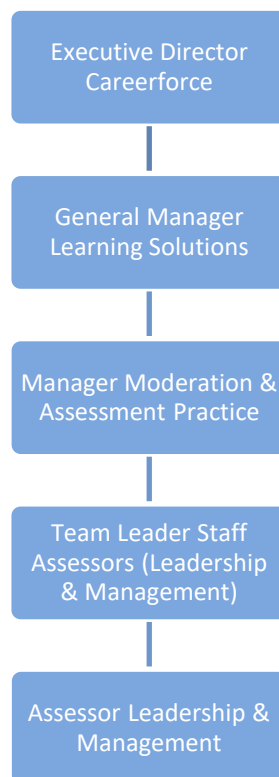 Executive Director
Careerforce
General Manager
Learning Solutions
Manager Moderation &
Assessment Practice
Team Leader Staff
Assessors (Leadership
& Management)
Assessor Leadership &
Management